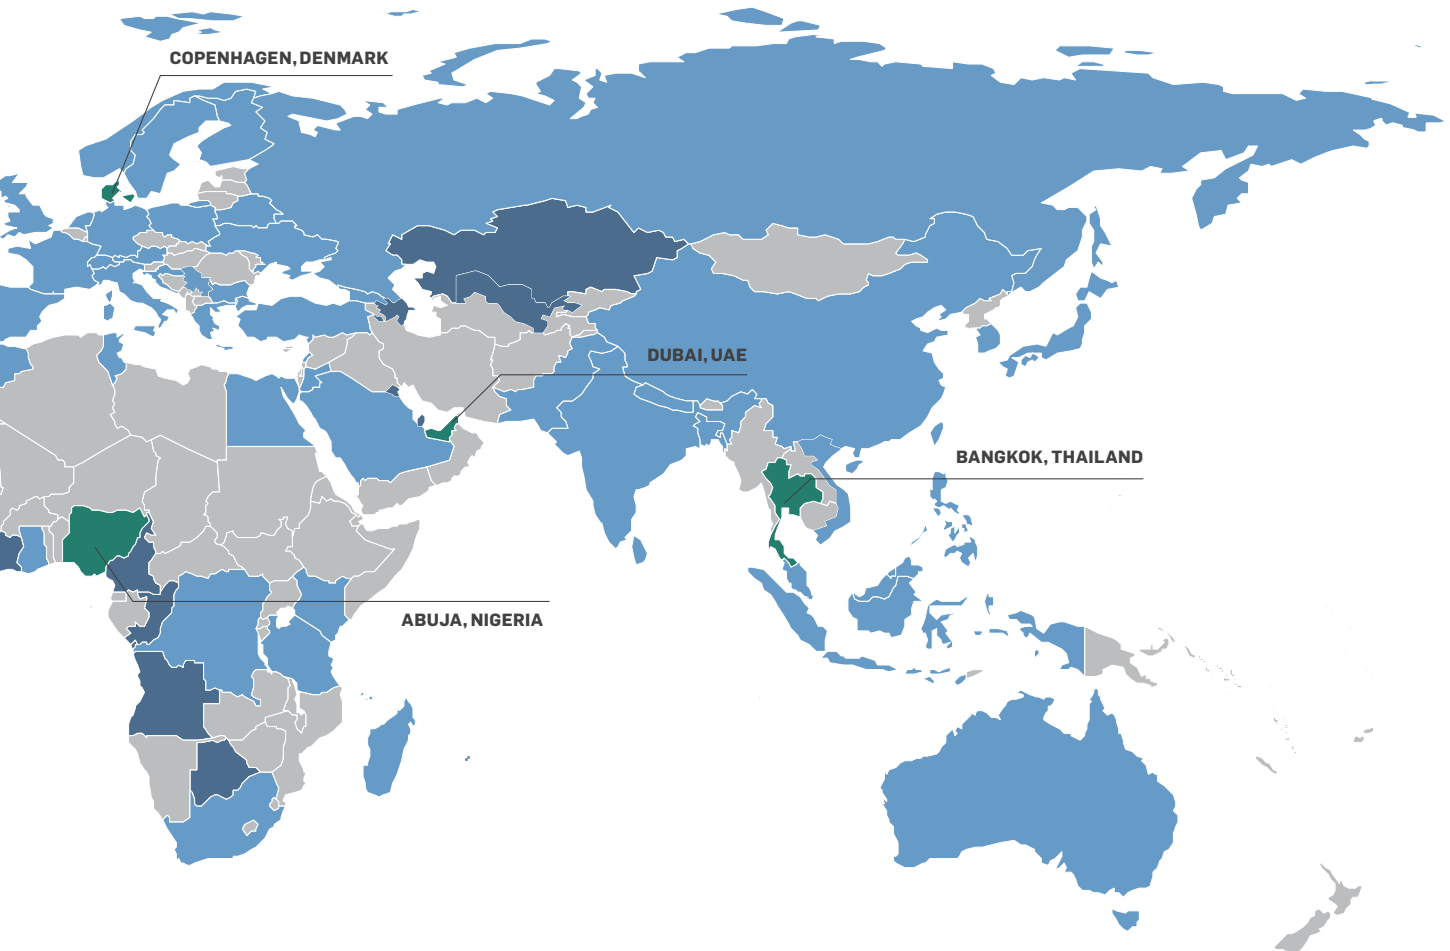 COPENHAGEN, DENMARK
DUBAI, UAE
BANGKOK, THAILAND
ABUJA, NIGERIA